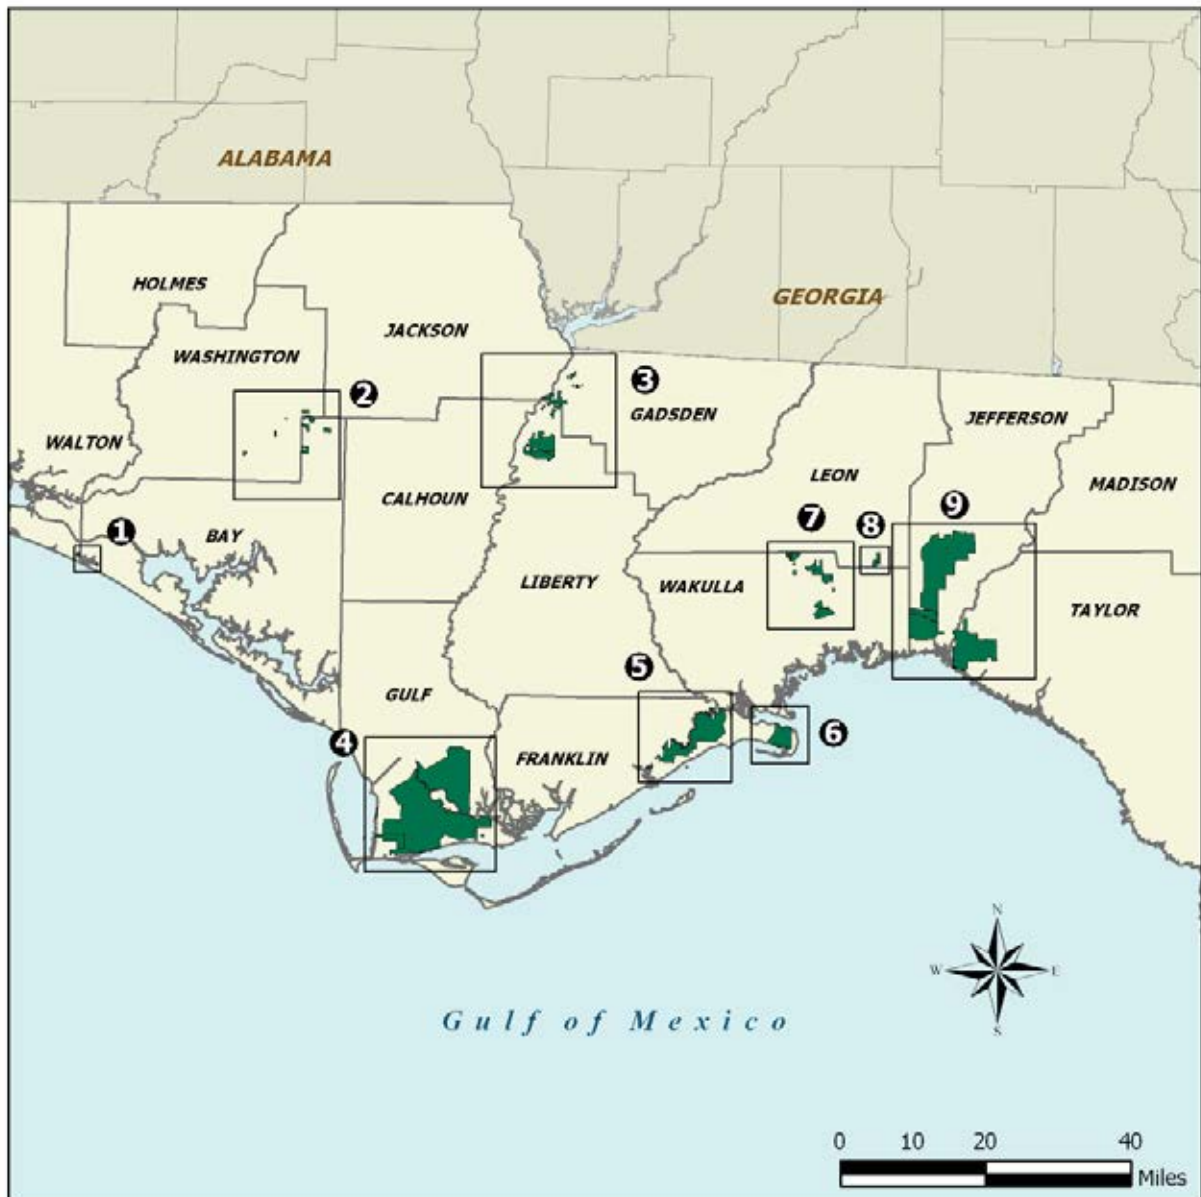 ALABAMA
HOLMES
GEORGIA
JACKSON
WASHINGTON
2
3
GADSDEN
JEFFERSON
WALTON
LEON
MADISON
CALHOUN
1
BAY
7
8
9
LIBERTY
WAKULLA
TAYLOR
5
GULF
4
FRANKLIN
6
N
W
E
S
Gulf of Mexico
0 10 20 40
Miles